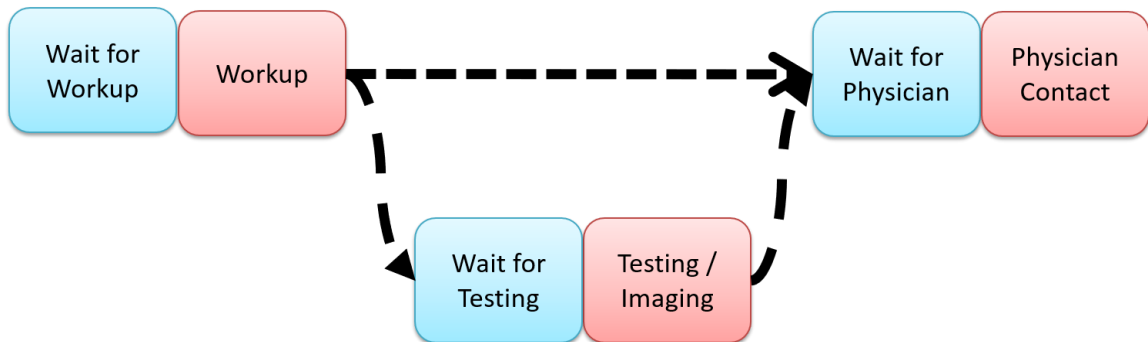 Wait for
Workup
Workup
Wait for
Physician
Physician
Contact
Wait for
Testing
Testing /
Imaging